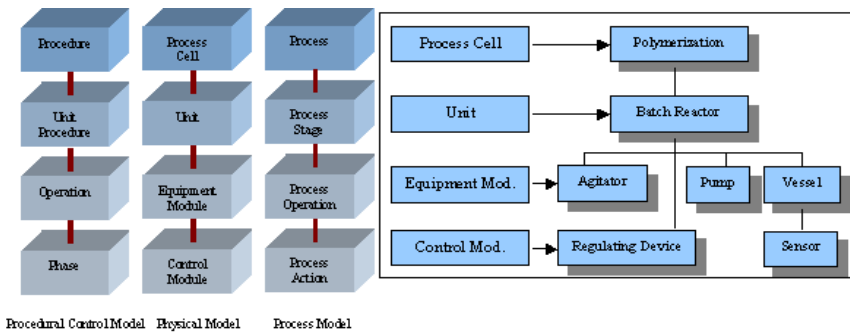 Procedure
Unit
Procedure
Operation
Phase
Procedural Control Model
Process
Cell
Unit
Equipment
Module
Control
Module
Physical Model
Process
Process
Stage
Process
Operation
Process
Action
Process Model
Process Cell
Polymerization
Unit
Batch Reactor
Equipment Mod.
Agitator
Pump
Vessel
Control Mod.
Regulating Device
Sensor